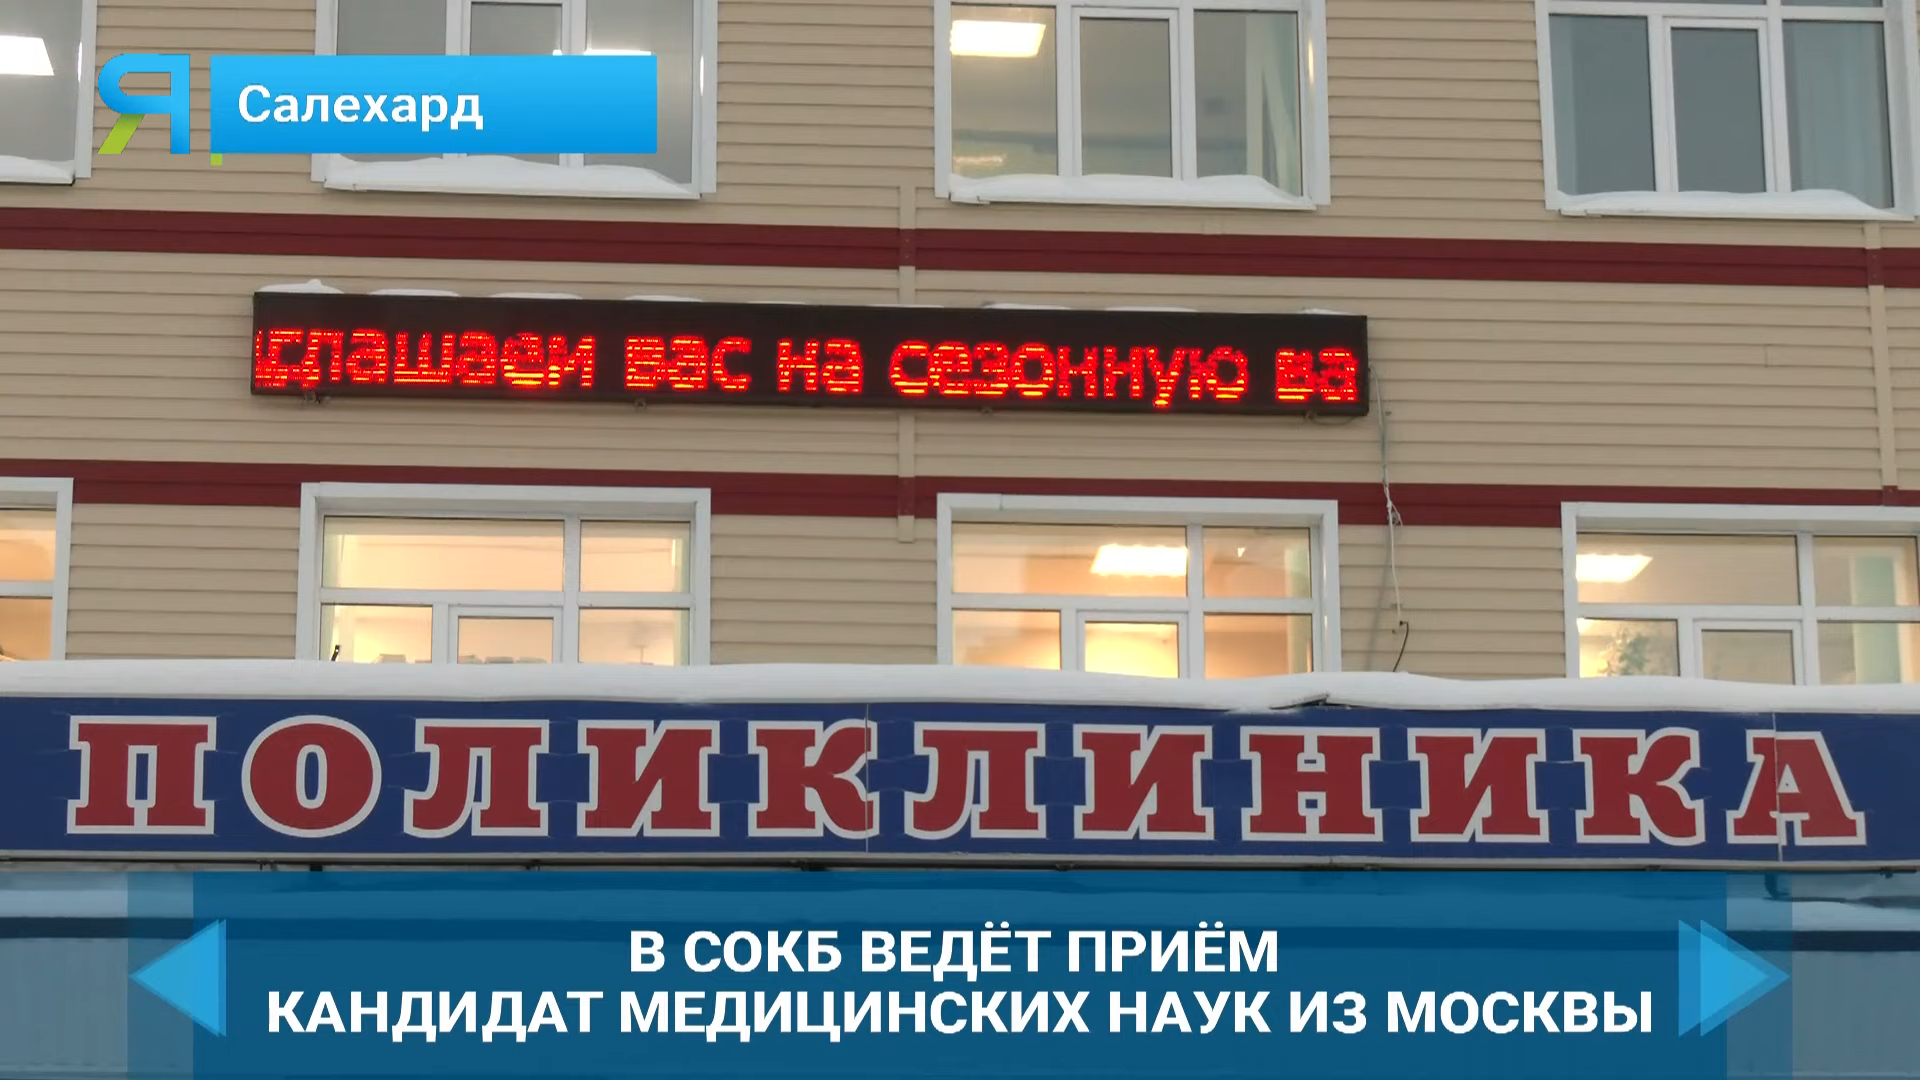 Я
Салехард
глашаем вас на сезонную ва
ПОЛИКЛИНИКА
В СОКБ ВЕДЁТ ПРИЁМ
КАНДИДАТ МЕДИЦИНСКИХ НАУК ИЗ МОСКВЫ